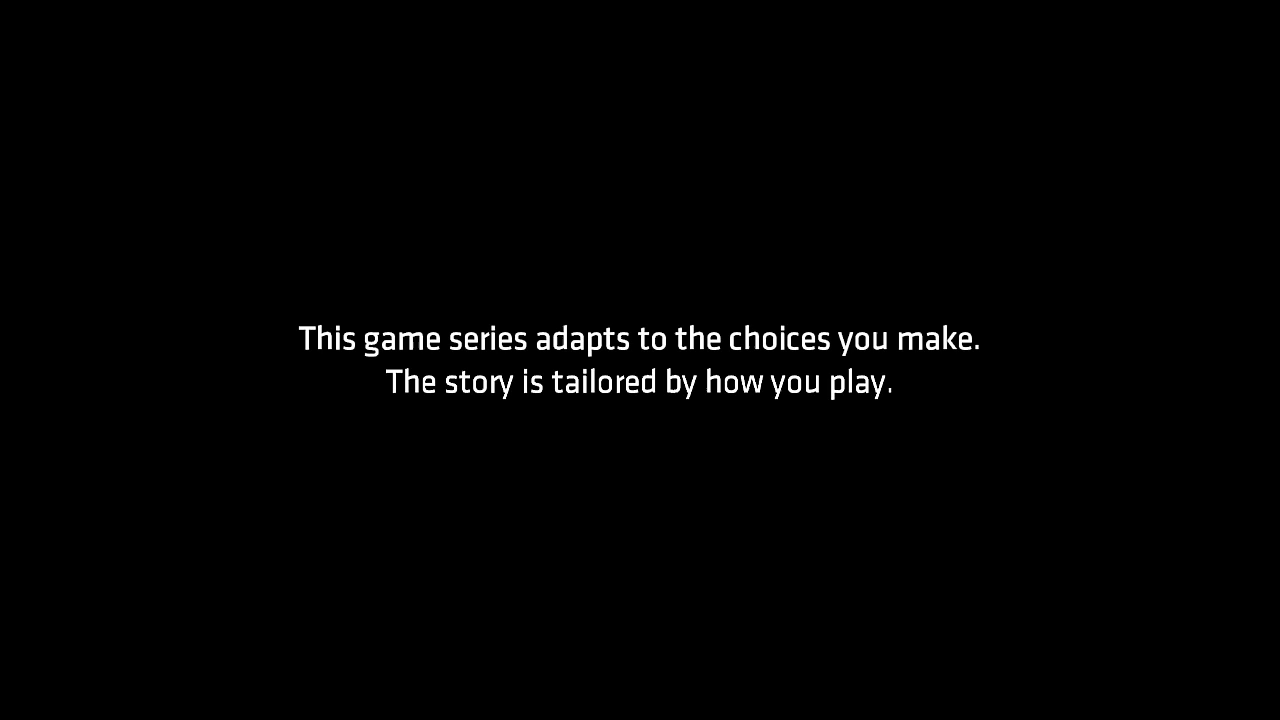 This game series adapts to the choices you make.
The story is tailored by how you play.